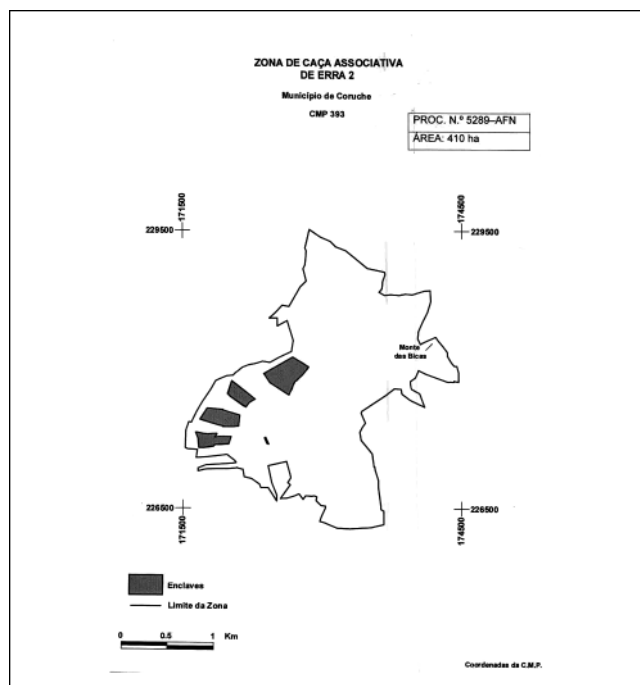 ZONA DE CAÇA ASSOCIATIVA
DE ERRA 2
Município de Coruche
CMP 393
PROC. N.º 5289–AFN
ÁREA: 410 ha
171500
174500
229500
229500
Monte
das Bicas
226500
226500
171500
174500
Enclaves
Limite da Zona
0 0.5 1 Km
Coordenadas da C.M.P.